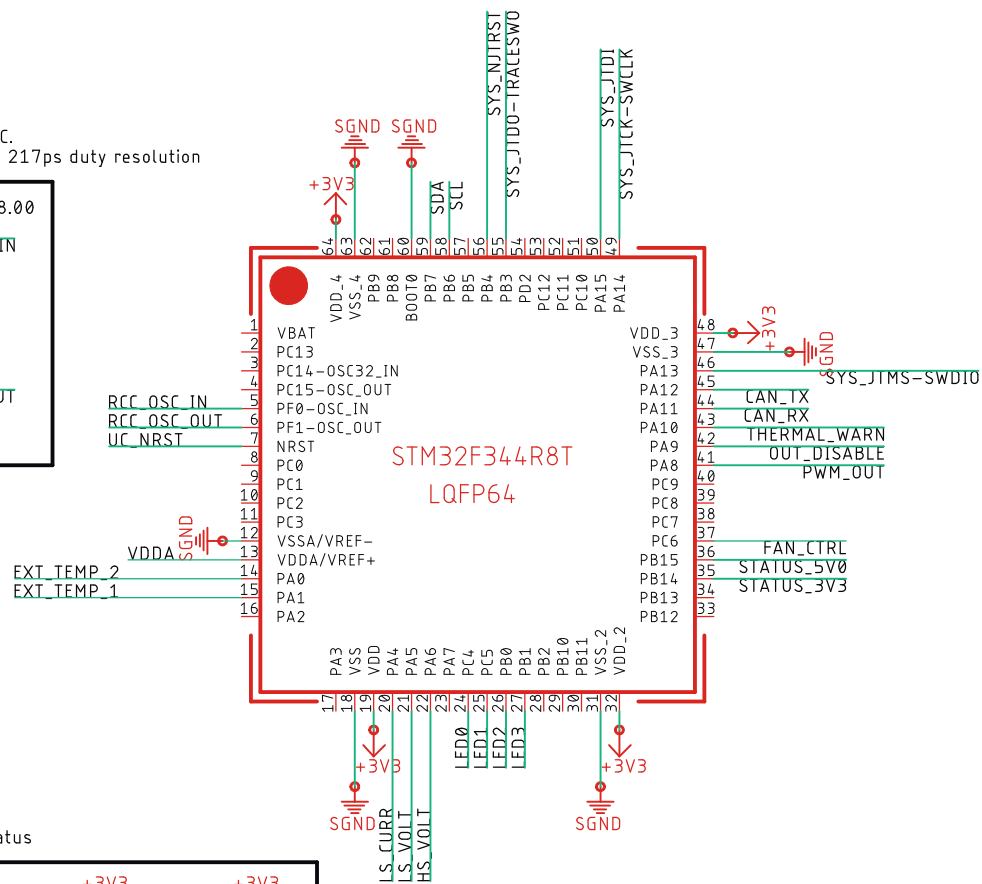 SYS_NJTRST
SYS_JTDO-TRACESWO
SYS_JTDI
SYS_JTCK-SWCLK
C.
217ps duty resolution
8.00
IN
UT
SGND
SGND
+3V3
SDA
SCL
64
63
62
61
60
59
58
57
56
55
54
53
52
51
50
49
VDD_4
VSS_4
PB9
PB8
BOOT0
PB7
PB6
PB5
PB4
PB3
PD2
PC12
PC11
PC10
PA15
PA14
1 VBAT
2 PC13
3 PC14-OSC32_IN
4 PC15-OSC_OUT
RCC_OSC_IN 5 PF0-OSC_IN
RCC_OSC_OUT 6 PF1-OSC_OUT
UC_NRST 7 NRST
8 PC0
9 PC1
10 PC2
11 PC3
SGND 12 VSSA/VREF-
VDDA 13 VDDA/VREF+
EXT_TEMP_2 14 PA0
EXT_TEMP_1 15 PA1
16 PA2
STM32F344R8T
LQFP64
VDD_3 48 +3V3
VSS_3 47 SGND
PA13 46 SYS_JTMS-SWDIO
PA12 45 CAN_TX
PA11 44 CAN_RX
PA10 43 THERMAL_WARN
PA9 42 OUT_DISABLE
PA8 41 PWM_OUT
PC9 40
PC8 39
PC7 38
PC6 37 FAN_CTRL
PB15 36 STATUS_5V0
PB14 35 STATUS_3V3
PB13 34
PB12 33
PA3
VSS
VDD
PA4
PA5
PA6
PA7
PC4
PC5
PB0
PB1
PB2
PB10
PB11
VSS_2
VDD_2
17
18
19
20
21
22
23
24
25
26
27
28
29
30
31
32
+3V3
SGND
LS_CURR
LS_VOLT
HS_VOLT
LED0
LED1
LED2
LED3
+3V3
SGND
atus
+3V3
+3V3